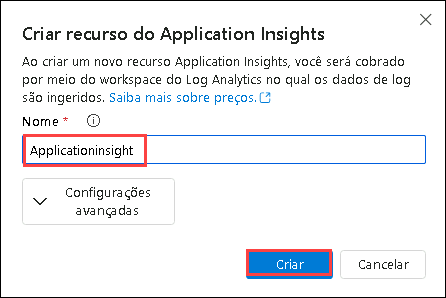 Criar recurso do Application Insights
Ao criar um novo recurso Application Insights, você será cobrado
por meio do workspace do Log Analytics no qual os dados de log
são ingeridos. Saiba mais sobre preços.
Nome *
Applicationinsight
Configurações
avançadas
Criar
Cancelar